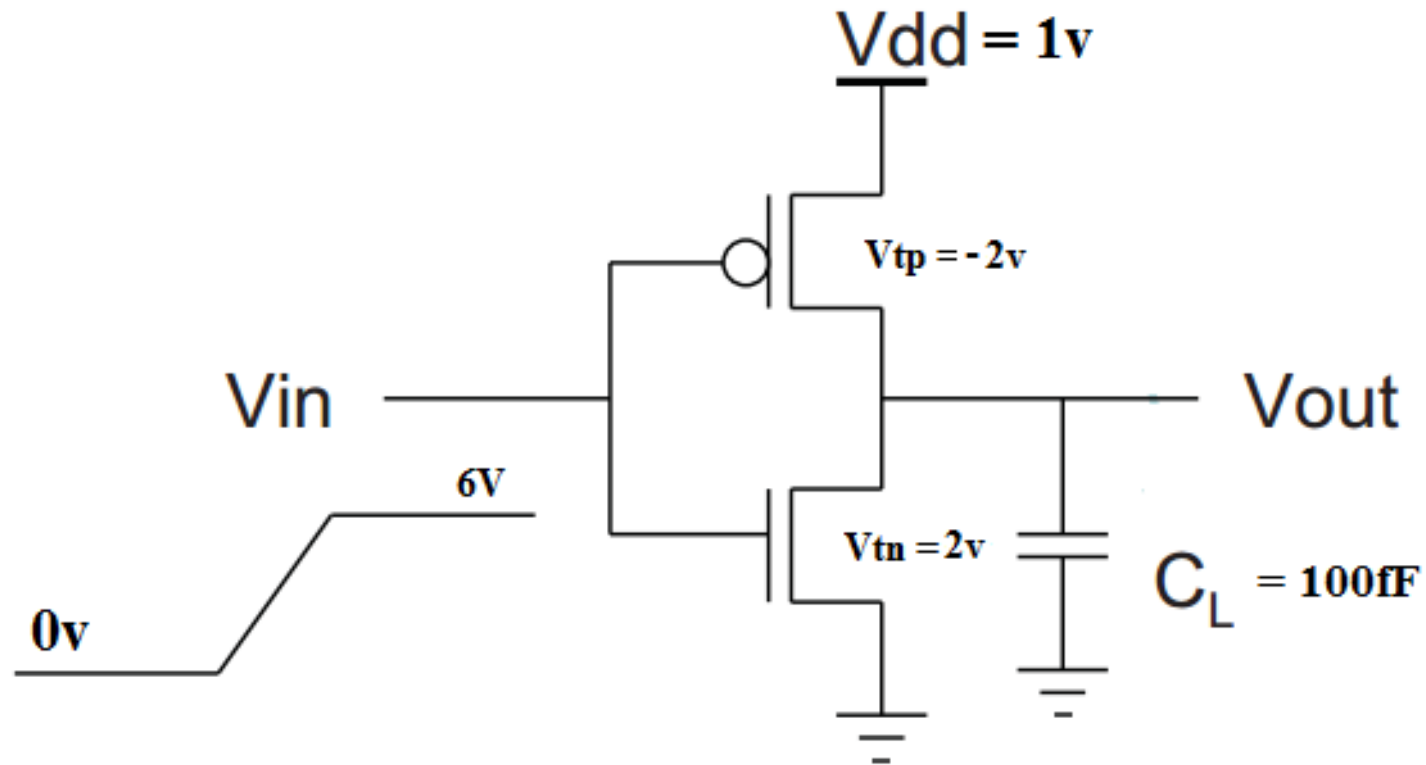 Vdd = 1v
Vtp = -2v
Vin
Vout
6V
Vtn = 2v
CL = 100fF
0v